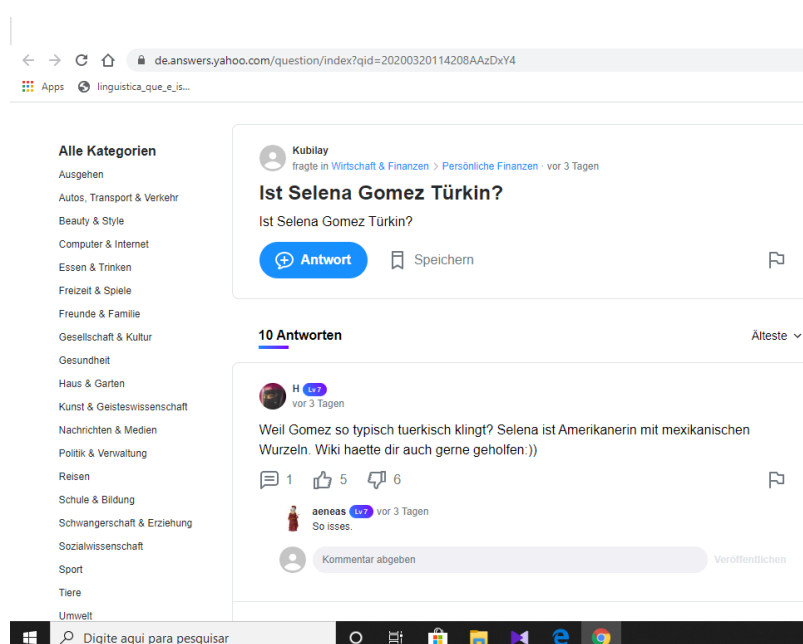 de.answers.yahoo.com/question/index?qid=20200320114208AAzDxY4
Apps linguistica_que_e_is...
Alle Kategorien
Ausgehen
Autos, Transport & Verkehr
Beauty & Style
Computer & Internet
Essen & Trinken
Freizeit & Spiele
Freunde & Familie
Gesellschaft & Kultur
Gesundheit
Haus & Garten
Kunst & Geisteswissenschaft
Nachrichten & Medien
Politik & Verwaltung
Reisen
Schule & Bildung
Schwangerschaft & Erziehung
Sozialwissenschaft
Sport
Tiere
Umwelt
Kubilay
fragte in Wirtschaft & Finanzen > Persönliche Finanzen · vor 3 Tagen
Ist Selena Gomez Türkin?
Ist Selena Gomez Türkin?
Antwort Speichern
10 Antworten Älteste
H Lv 7
vor 3 Tagen
Weil Gomez so typisch tuerkisch klingt? Selena ist Amerikanerin mit mexikanischen
Wurzeln. Wiki haette dir auch gerne geholfen:))
1 5 6
aeneas Lv 7 vor 3 Tagen
So isses.
Kommentar abgeben Veröffentlichen
Digite aqui para pesquisar